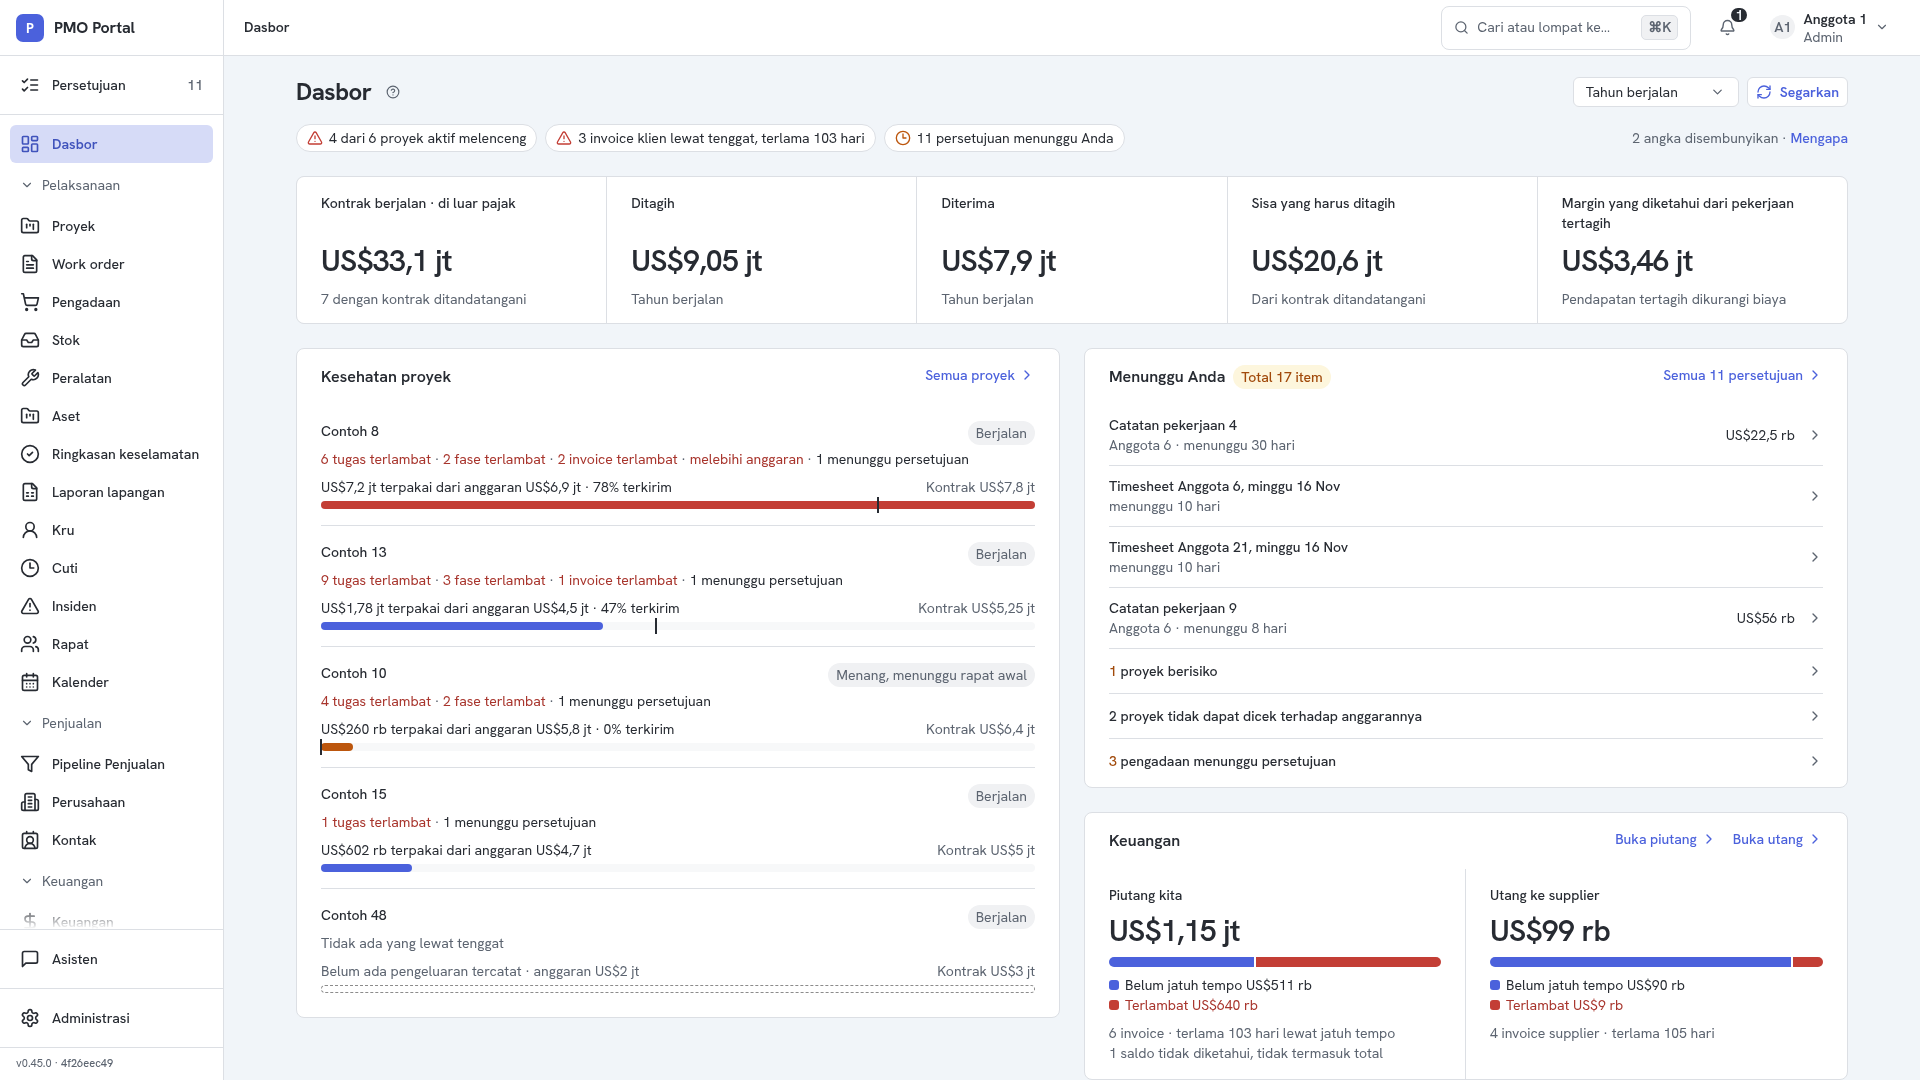 P
PMO Portal
Dasbor
Cari atau lompat ke...
⌘K
1
A1
Anggota 1
Admin
Persetujuan
11
Dasbor
Pelaksanaan
Proyek
Work order
Pengadaan
Stok
Peralatan
Aset
Ringkasan keselamatan
Laporan lapangan
Kru
Cuti
Insiden
Rapat
Kalender
Penjualan
Pipeline Penjualan
Perusahaan
Kontak
Keuangan
Keuangan
Asisten
Administrasi
v0.45.0 · 4f26eec49
Dasbor
Tahun berjalan
Segarkan
4 dari 6 proyek aktif melenceng
3 invoice klien lewat tenggat, terlama 103 hari
11 persetujuan menunggu Anda
2 angka disembunyikan · Mengapa
Kontrak berjalan · di luar pajak
US$33,1 jt
7 dengan kontrak ditandatangani
Ditagih
US$9,05 jt
Tahun berjalan
Diterima
US$7,9 jt
Tahun berjalan
Sisa yang harus ditagih
US$20,6 jt
Dari kontrak ditandatangani
Margin yang diketahui dari pekerjaan
tertagih
US$3,46 jt
Pendapatan tertagih dikurangi biaya
Kesehatan proyek
Semua proyek
Contoh 8
Berjalan
6 tugas terlambat · 2 fase terlambat · 2 invoice terlambat · melebihi anggaran · 1 menunggu persetujuan
US$7,2 jt terpakai dari anggaran US$6,9 jt · 78% terkirim
Kontrak US$7,8 jt
Contoh 13
Berjalan
9 tugas terlambat · 3 fase terlambat · 1 invoice terlambat · 1 menunggu persetujuan
US$1,78 jt terpakai dari anggaran US$4,5 jt · 47% terkirim
Kontrak US$5,25 jt
Contoh 10
Menang, menunggu rapat awal
4 tugas terlambat · 2 fase terlambat · 1 menunggu persetujuan
US$260 rb terpakai dari anggaran US$5,8 jt · 0% terkirim
Kontrak US$6,4 jt
Contoh 15
Berjalan
1 tugas terlambat · 1 menunggu persetujuan
US$602 rb terpakai dari anggaran US$4,7 jt
Kontrak US$5 jt
Contoh 48
Berjalan
Tidak ada yang lewat tenggat
Belum ada pengeluaran tercatat · anggaran US$2 jt
Kontrak US$3 jt
Menunggu Anda
Total 17 item
Semua 11 persetujuan
Catatan pekerjaan 4
Anggota 6 · menunggu 30 hari
US$22,5 rb
Timesheet Anggota 6, minggu 16 Nov
menunggu 10 hari
Timesheet Anggota 21, minggu 16 Nov
menunggu 10 hari
Catatan pekerjaan 9
Anggota 6 · menunggu 8 hari
US$56 rb
1 proyek berisiko
2 proyek tidak dapat dicek terhadap anggarannya
3 pengadaan menunggu persetujuan
Keuangan
Buka piutang
Buka utang
Piutang kita
US$1,15 jt
Belum jatuh tempo US$511 rb
Terlambat US$640 rb
6 invoice · terlama 103 hari lewat jatuh tempo
1 saldo tidak diketahui, tidak termasuk total
Utang ke supplier
US$99 rb
Belum jatuh tempo US$90 rb
Terlambat US$9 rb
4 invoice supplier · terlama 105 hari